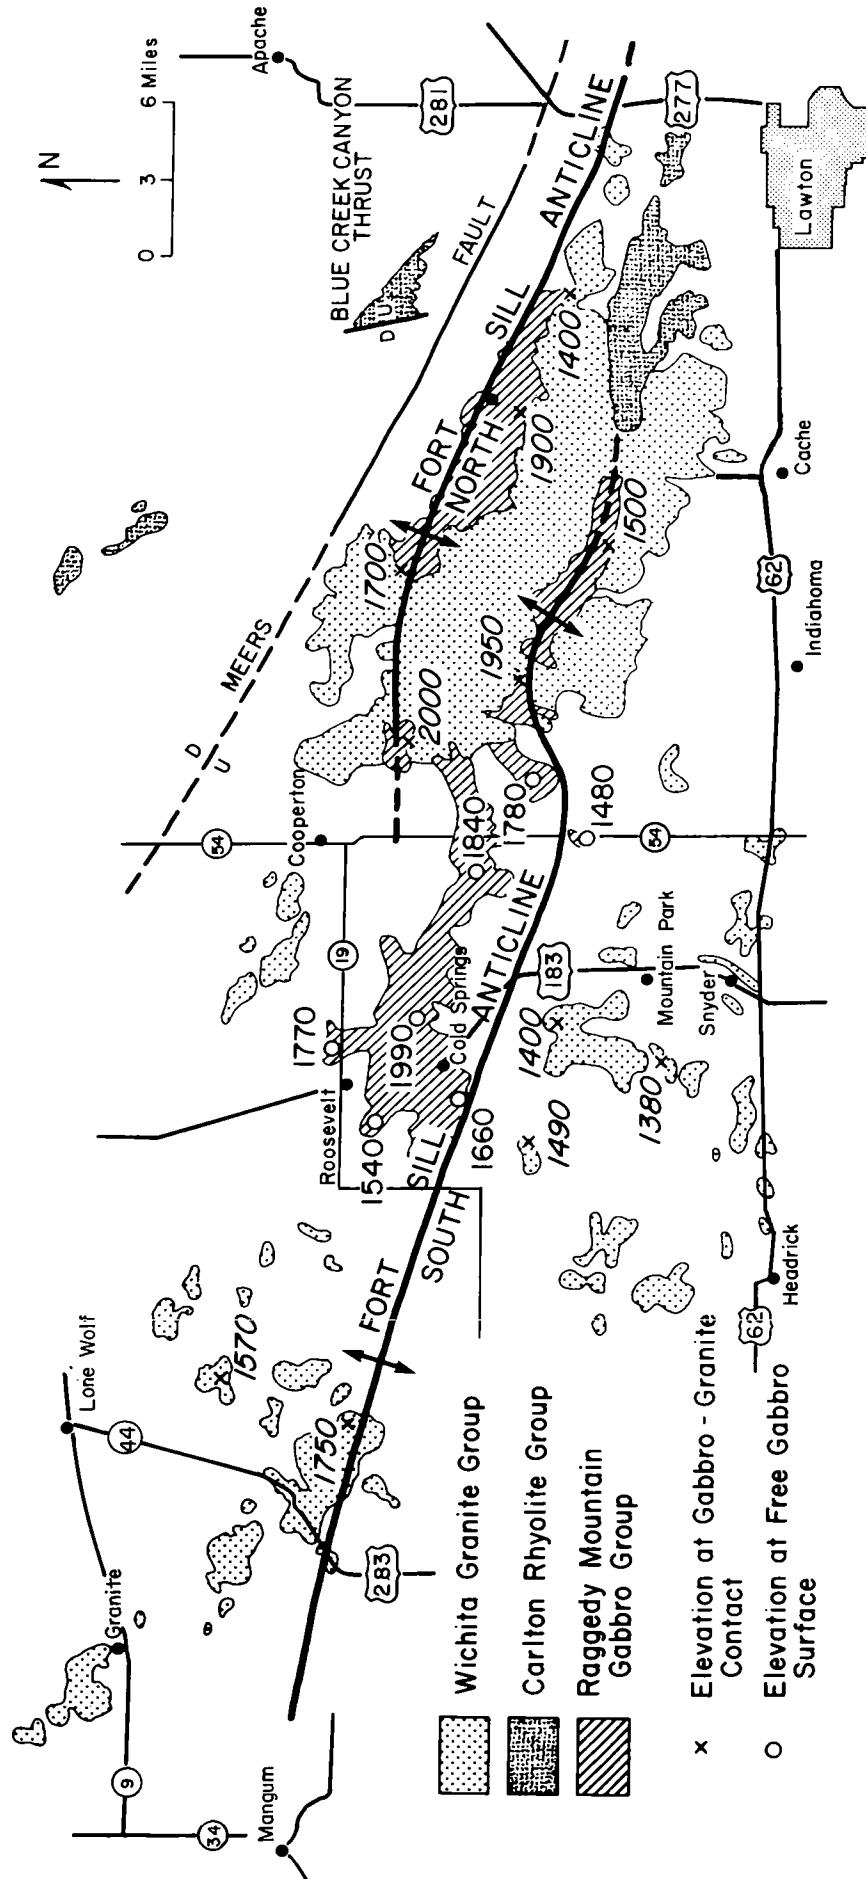 N
0 3 6 Miles
Apache
BLUE CREEK CANYON
THRUST
D
U
281
277
MEERS
FAULT
D
U
FORT
SILL
ANTICLINE
NORTH
Lawton
1400
1900
1700
2000
1950
1500
Cache
62
Indiahoma
Cooperton
54
54
19
1840
1780
1480
1770
1990
Cold Springs
Roosevelt
1540
1660
183
Mountain Park
Snyder
1400
1380
1490
FORT
SILL
ANTICLINE
SOUTH
Lone Wolf
44
1570
1750
283
Granite
9
34
Mangum
Headrick
62
Wichita Granite Group
Carlton Rhyolite Group
Raggedy Mountain
Gabbro Group
x Elevation at Gabbro - Granite
Contact
o Elevation at Free Gabbro
Surface